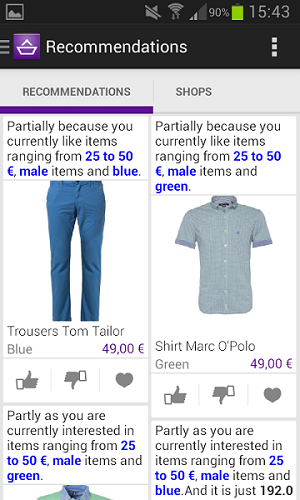 90% 15:43
Recommendations
RECOMMENDATIONS SHOPS
Partially because you
currently like items
ranging from 25 to 50
€, male items and blue.
Trousers Tom Tailor
Blue 49,00 €
Partly as you are
currently interested in
items ranging from 25
to 50 €, male items and
green.
Partially because you
currently like items
ranging from 25 to 50
€, male items and
green.
Shirt Marc O'Polo
Green 49,00 €
Partly as you are
currently interested in
items ranging from 25
to 50 €, male items and
blue.And it is just 192.0